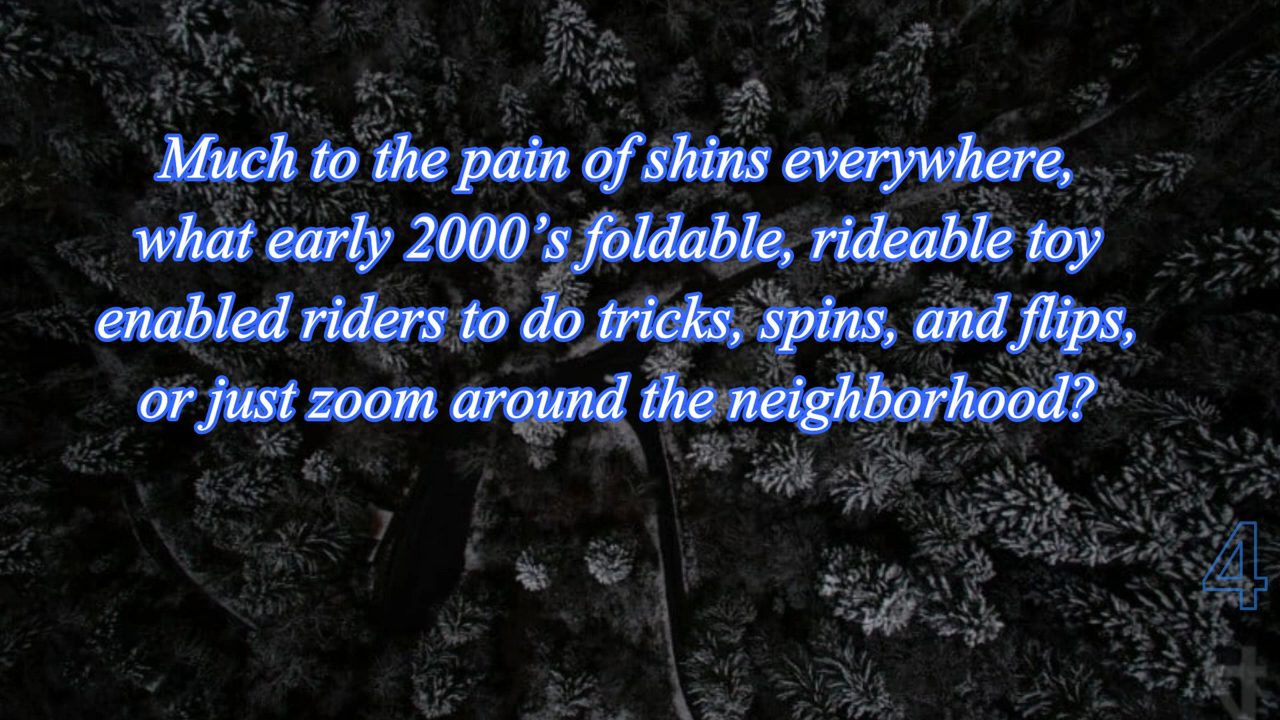 Much to the pain of shins everywhere,
what early 2000’s foldable, rideable toy
enabled riders to do tricks, spins, and flips,
or just zoom around the neighborhood?
4